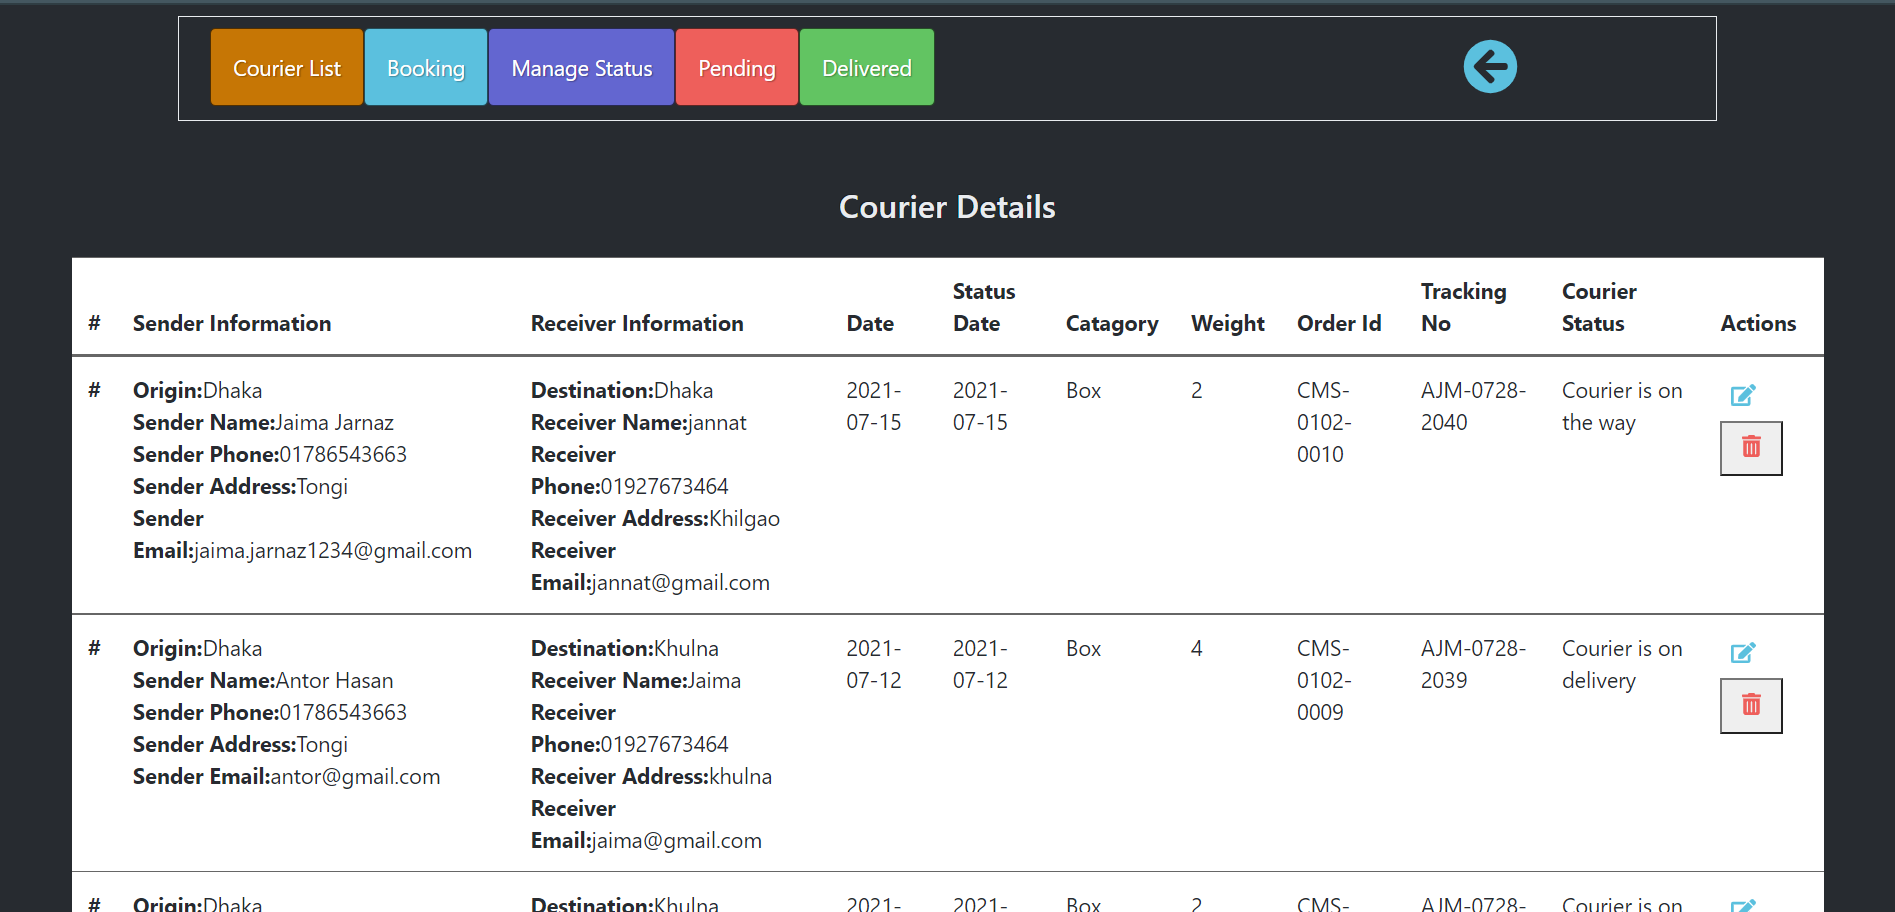 Courier List Booking Manage Status Pending Delivered
Courier Details
# Sender Information Receiver Information Date Status Date Catagory Weight Order Id Tracking No Courier Status Actions
# Origin:Dhaka
Sender Name:Jaima Jarnaz
Sender Phone:01786543663
Sender Address:Tongi
Sender
Email:jaima.jarnaz1234@gmail.com
Destination:Dhaka
Receiver Name:jannat
Receiver
Phone:01927673464
Receiver Address:Khilgao
Receiver
Email:jannat@gmail.com
2021-
07-15
2021-
07-15
Box
2
CMS-
0102-
0010
AJM-0728-
2040
Courier is on
the way
# Origin:Dhaka
Sender Name:Antor Hasan
Sender Phone:01786543663
Sender Address:Tongi
Sender Email:antor@gmail.com
Destination:Khulna
Receiver Name:Jaima
Receiver
Phone:01927673464
Receiver Address:khulna
Receiver
Email:jaima@gmail.com
2021-
07-12
2021-
07-12
Box
4
CMS-
0102-
0009
AJM-0728-
2039
Courier is on
delivery
# Origin:Dhaka
Destination:Khulna
2021-
2021-
Box
2
CMS-
AJM-0728-
Courier is on